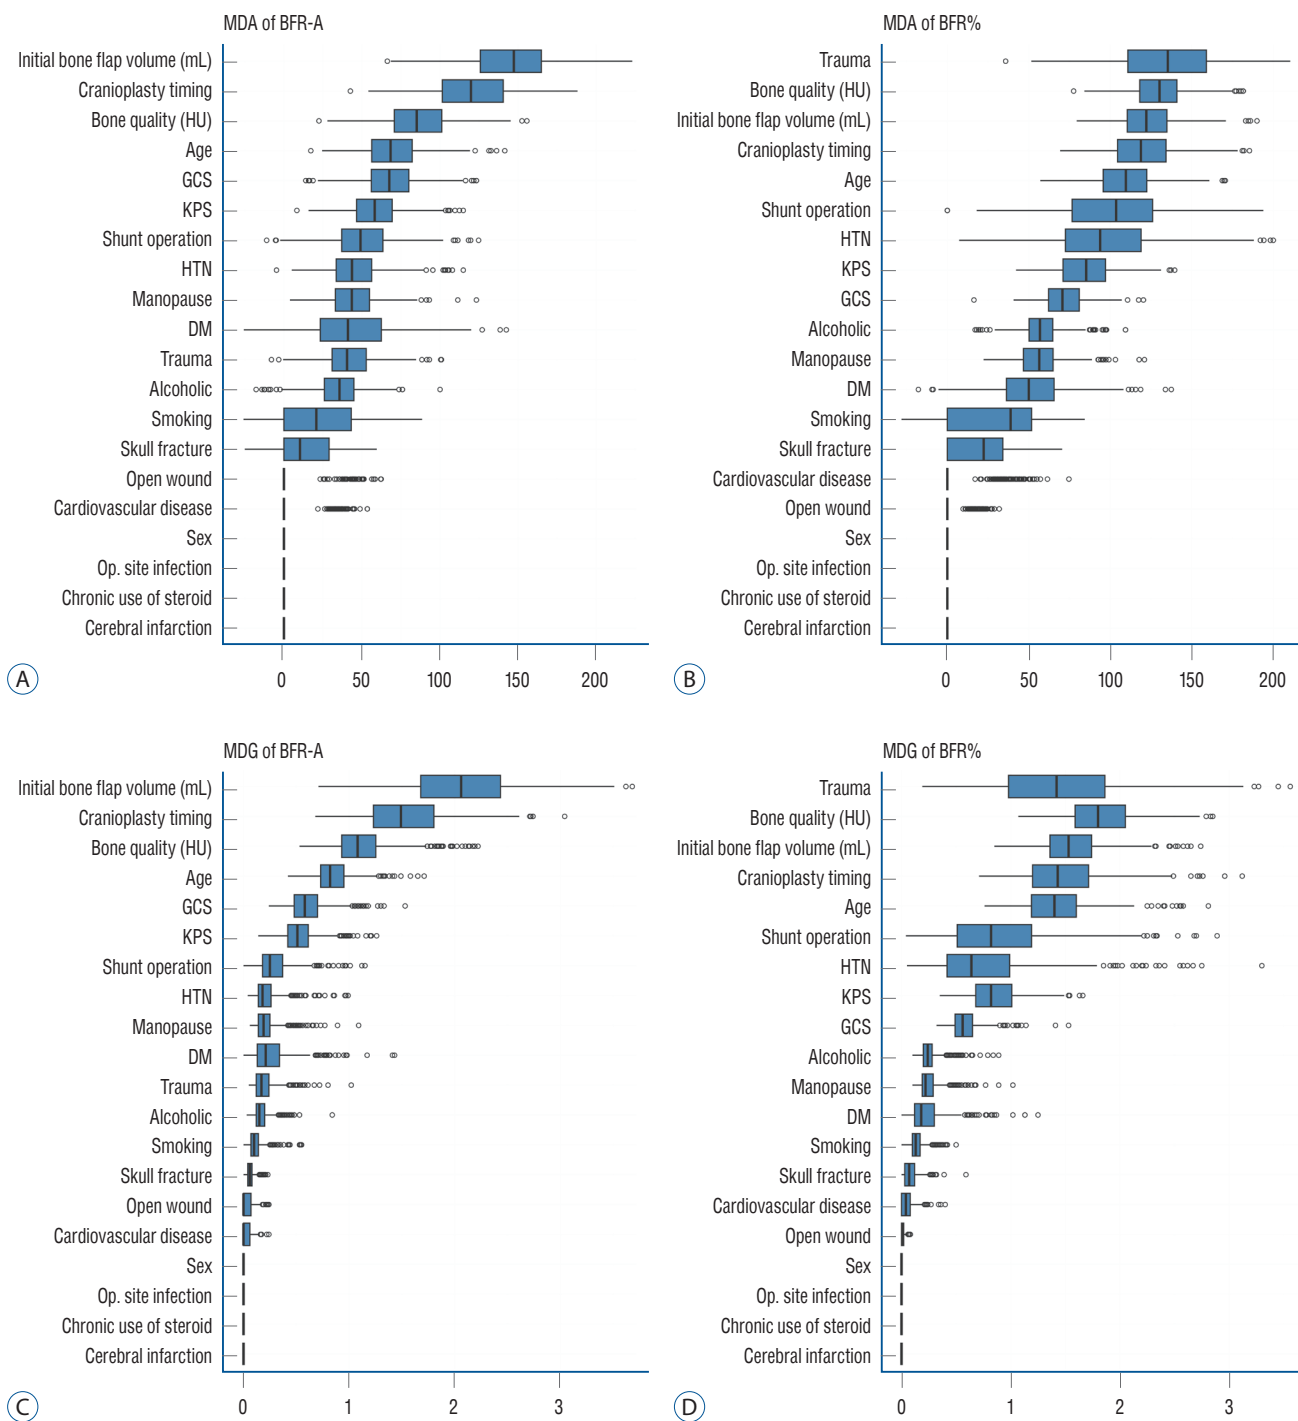 MDA of BFR-A
Initial bone flap volume (mL)
Cranioplasty timing
Bone quality (HU)
Age
GCS
KPS
Shunt operation
HTN
Manopause
DM
Trauma
Alcoholic
Smoking
Skull fracture
Open wound
Cardiovascular disease
Sex
Op. site infection
Chronic use of steroid
Cerebral infarction
0 50 100 150 200
A
MDA of BFR%
Trauma
Bone quality (HU)
Initial bone flap volume (mL)
Cranioplasty timing
Age
Shunt operation
HTN
KPS
GCS
Alcoholic
Manopause
DM
Smoking
Skull fracture
Cardiovascular disease
Open wound
Sex
Op. site infection
Chronic use of steroid
Cerebral infarction
0 50 100 150 200
B
MDG of BFR-A
Initial bone flap volume (mL)
Cranioplasty timing
Bone quality (HU)
Age
GCS
KPS
Shunt operation
HTN
Manopause
DM
Trauma
Alcoholic
Smoking
Skull fracture
Open wound
Cardiovascular disease
Sex
Op. site infection
Chronic use of steroid
Cerebral infarction
0 1 2 3
C
MDG of BFR%
Trauma
Bone quality (HU)
Initial bone flap volume (mL)
Cranioplasty timing
Age
Shunt operation
HTN
KPS
GCS
Alcoholic
Manopause
DM
Smoking
Skull fracture
Cardiovascular disease
Open wound
Sex
Op. site infection
Chronic use of steroid
Cerebral infarction
0 1 2 3
D